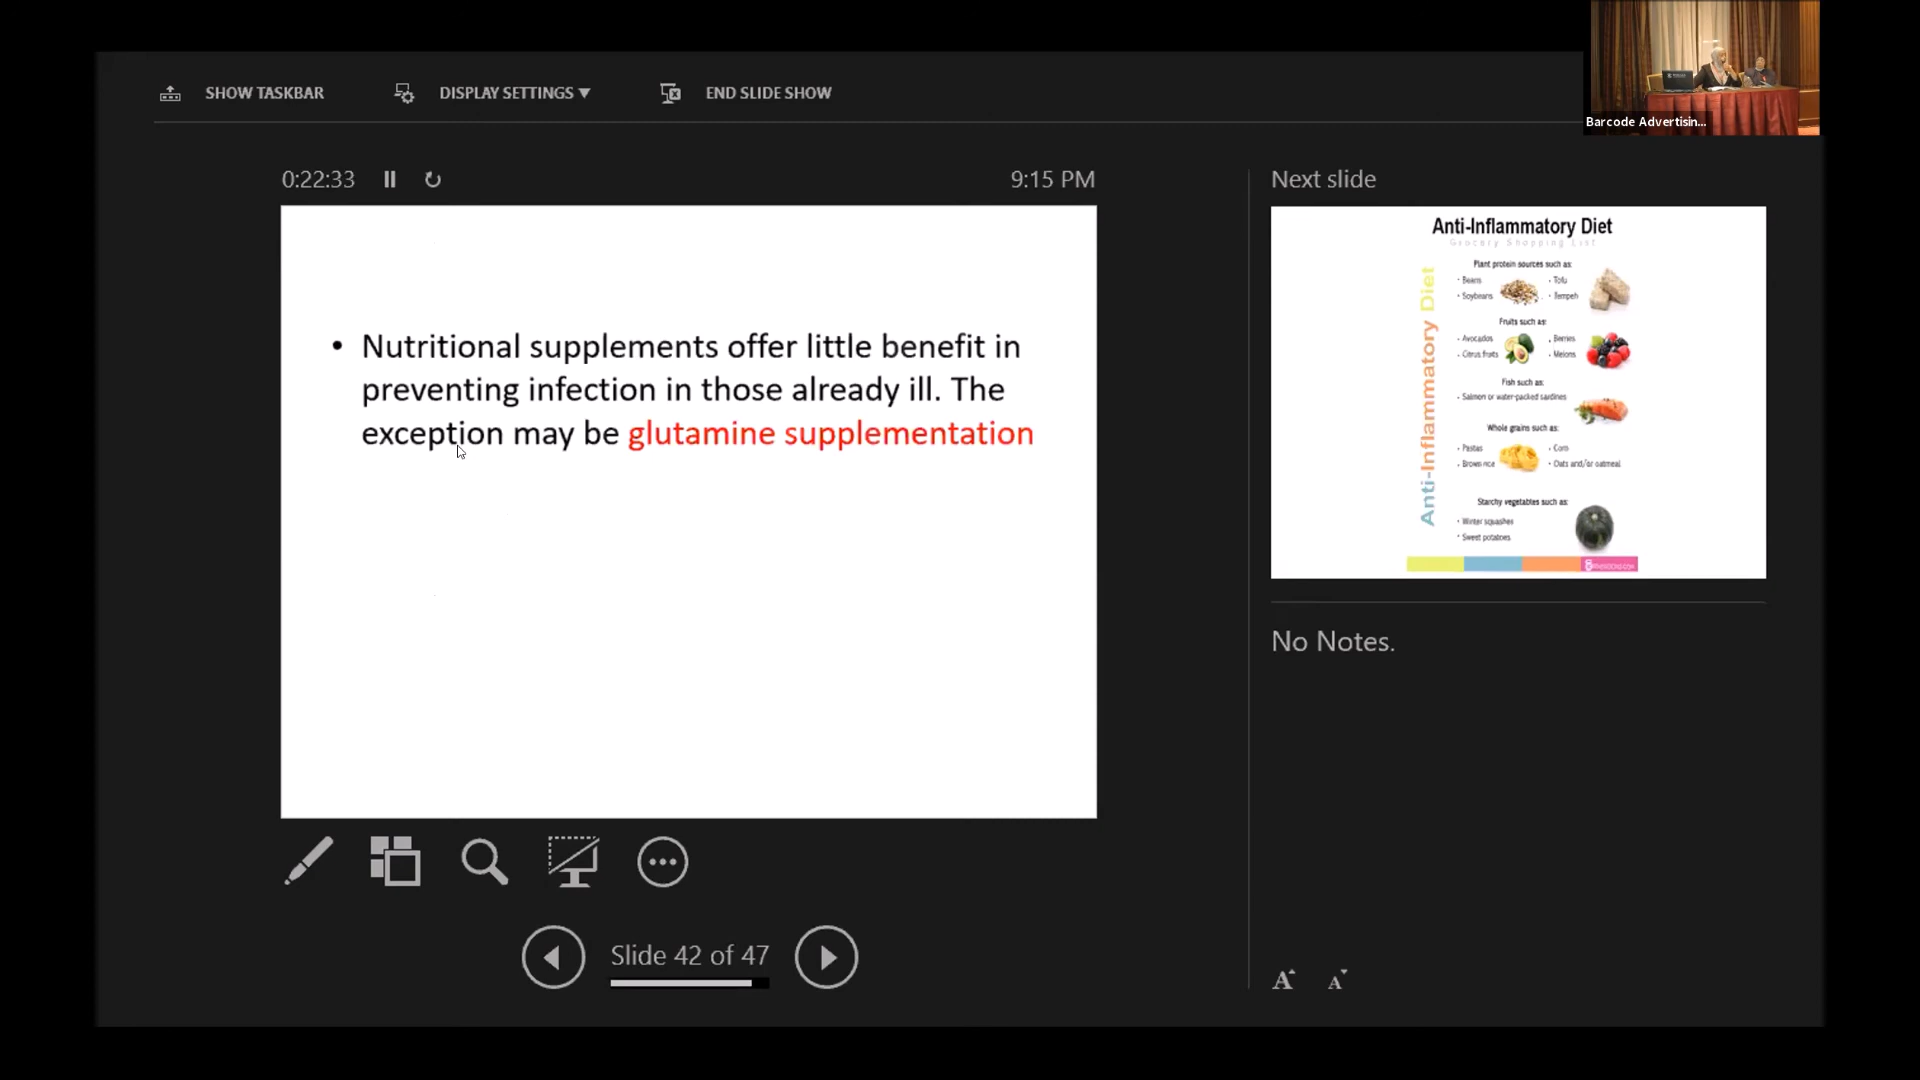 Barcode Advertisin...
SHOW TASKBAR
DISPLAY SETTINGS ▼
END SLIDE SHOW
0:22:33
9:15 PM
• Nutritional supplements offer little benefit in
preventing infection in those already ill. The
exception may be glutamine supplementation
Slide 42 of 47
Next slide
Anti-Inflammatory Diet
Grocery Shopping List
Anti-Inflammatory Diet
Plant protein sources such as:
• Beans
• Tofu
• Soybeans
• Tempeh
Fruits such as:
• Avocados
• Berries
• Citrus fruits
• Melons
Fish such as:
• Salmon or water-packed sardines
Whole grains such as:
• Pastas
• Corn
• Brown rice
• Oats and/or oatmeal
Starchy vegetables such as:
• Winter squashes
• Sweet potatoes
No Notes.
A A